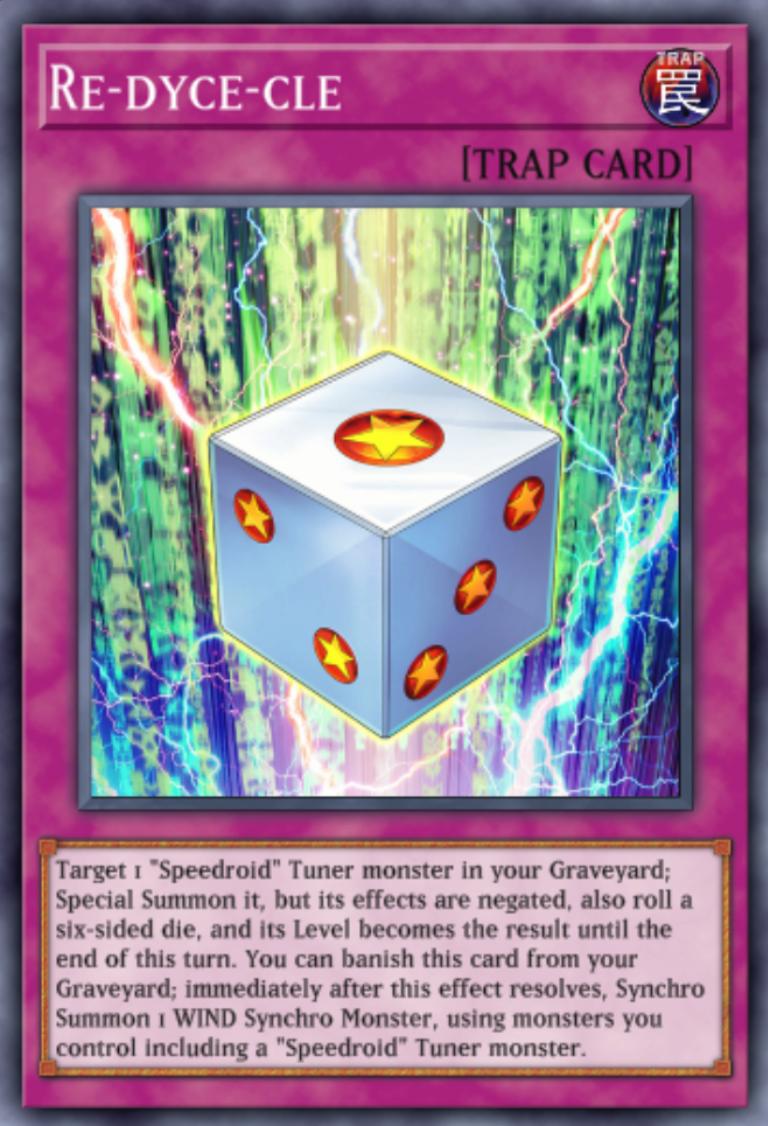 Re-dyce-cle
TRAP
罠
[TRAP CARD]
Target 1 "Speedroid" Tuner monster in your Graveyard;
Special Summon it, but its effects are negated, also roll a
six-sided die, and its Level becomes the result until the
end of this turn. You can banish this card from your
Graveyard; immediately after this effect resolves, Synchro
Summon 1 WIND Synchro Monster, using monsters you
control including a "Speedroid" Tuner monster.